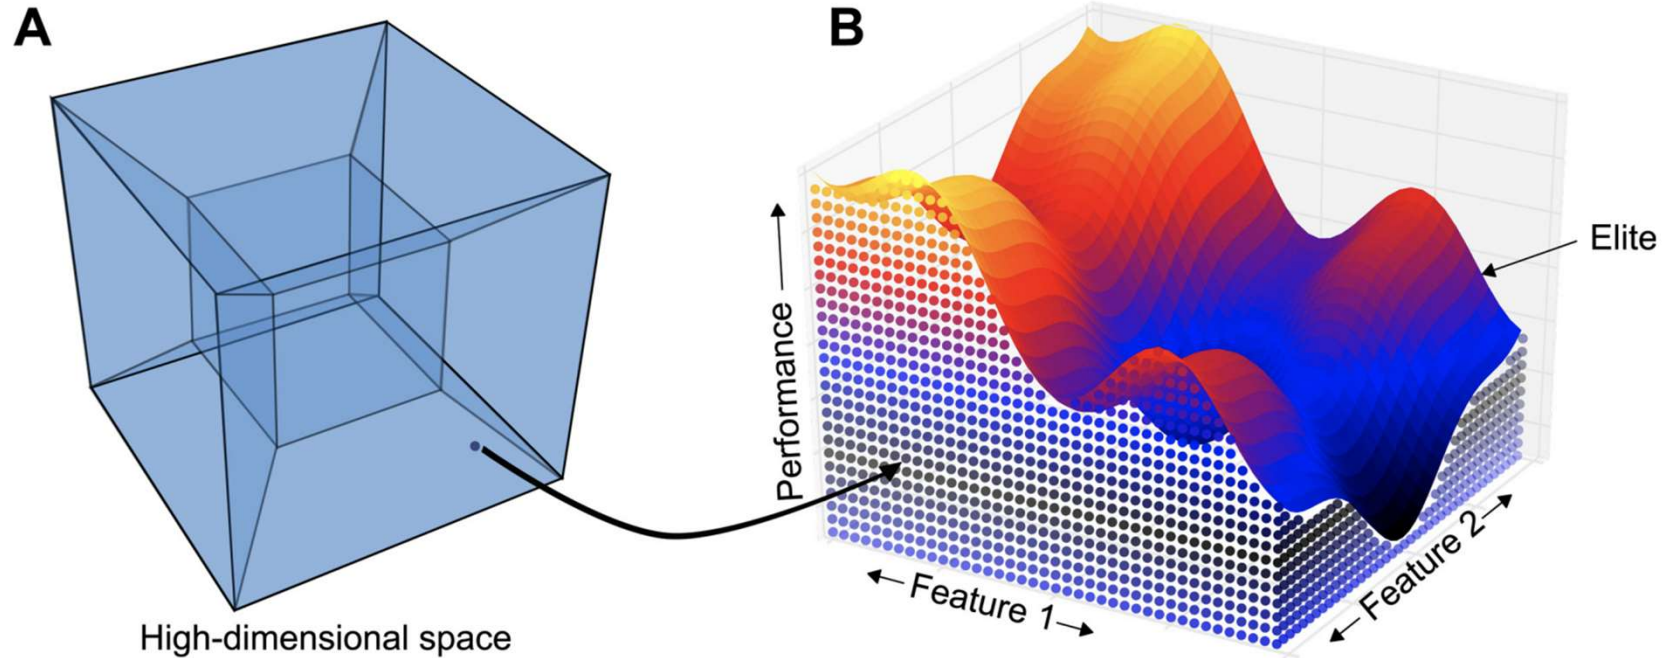 A
B
Elite
Performance
Feature 1
Feature 2
High-dimensional space